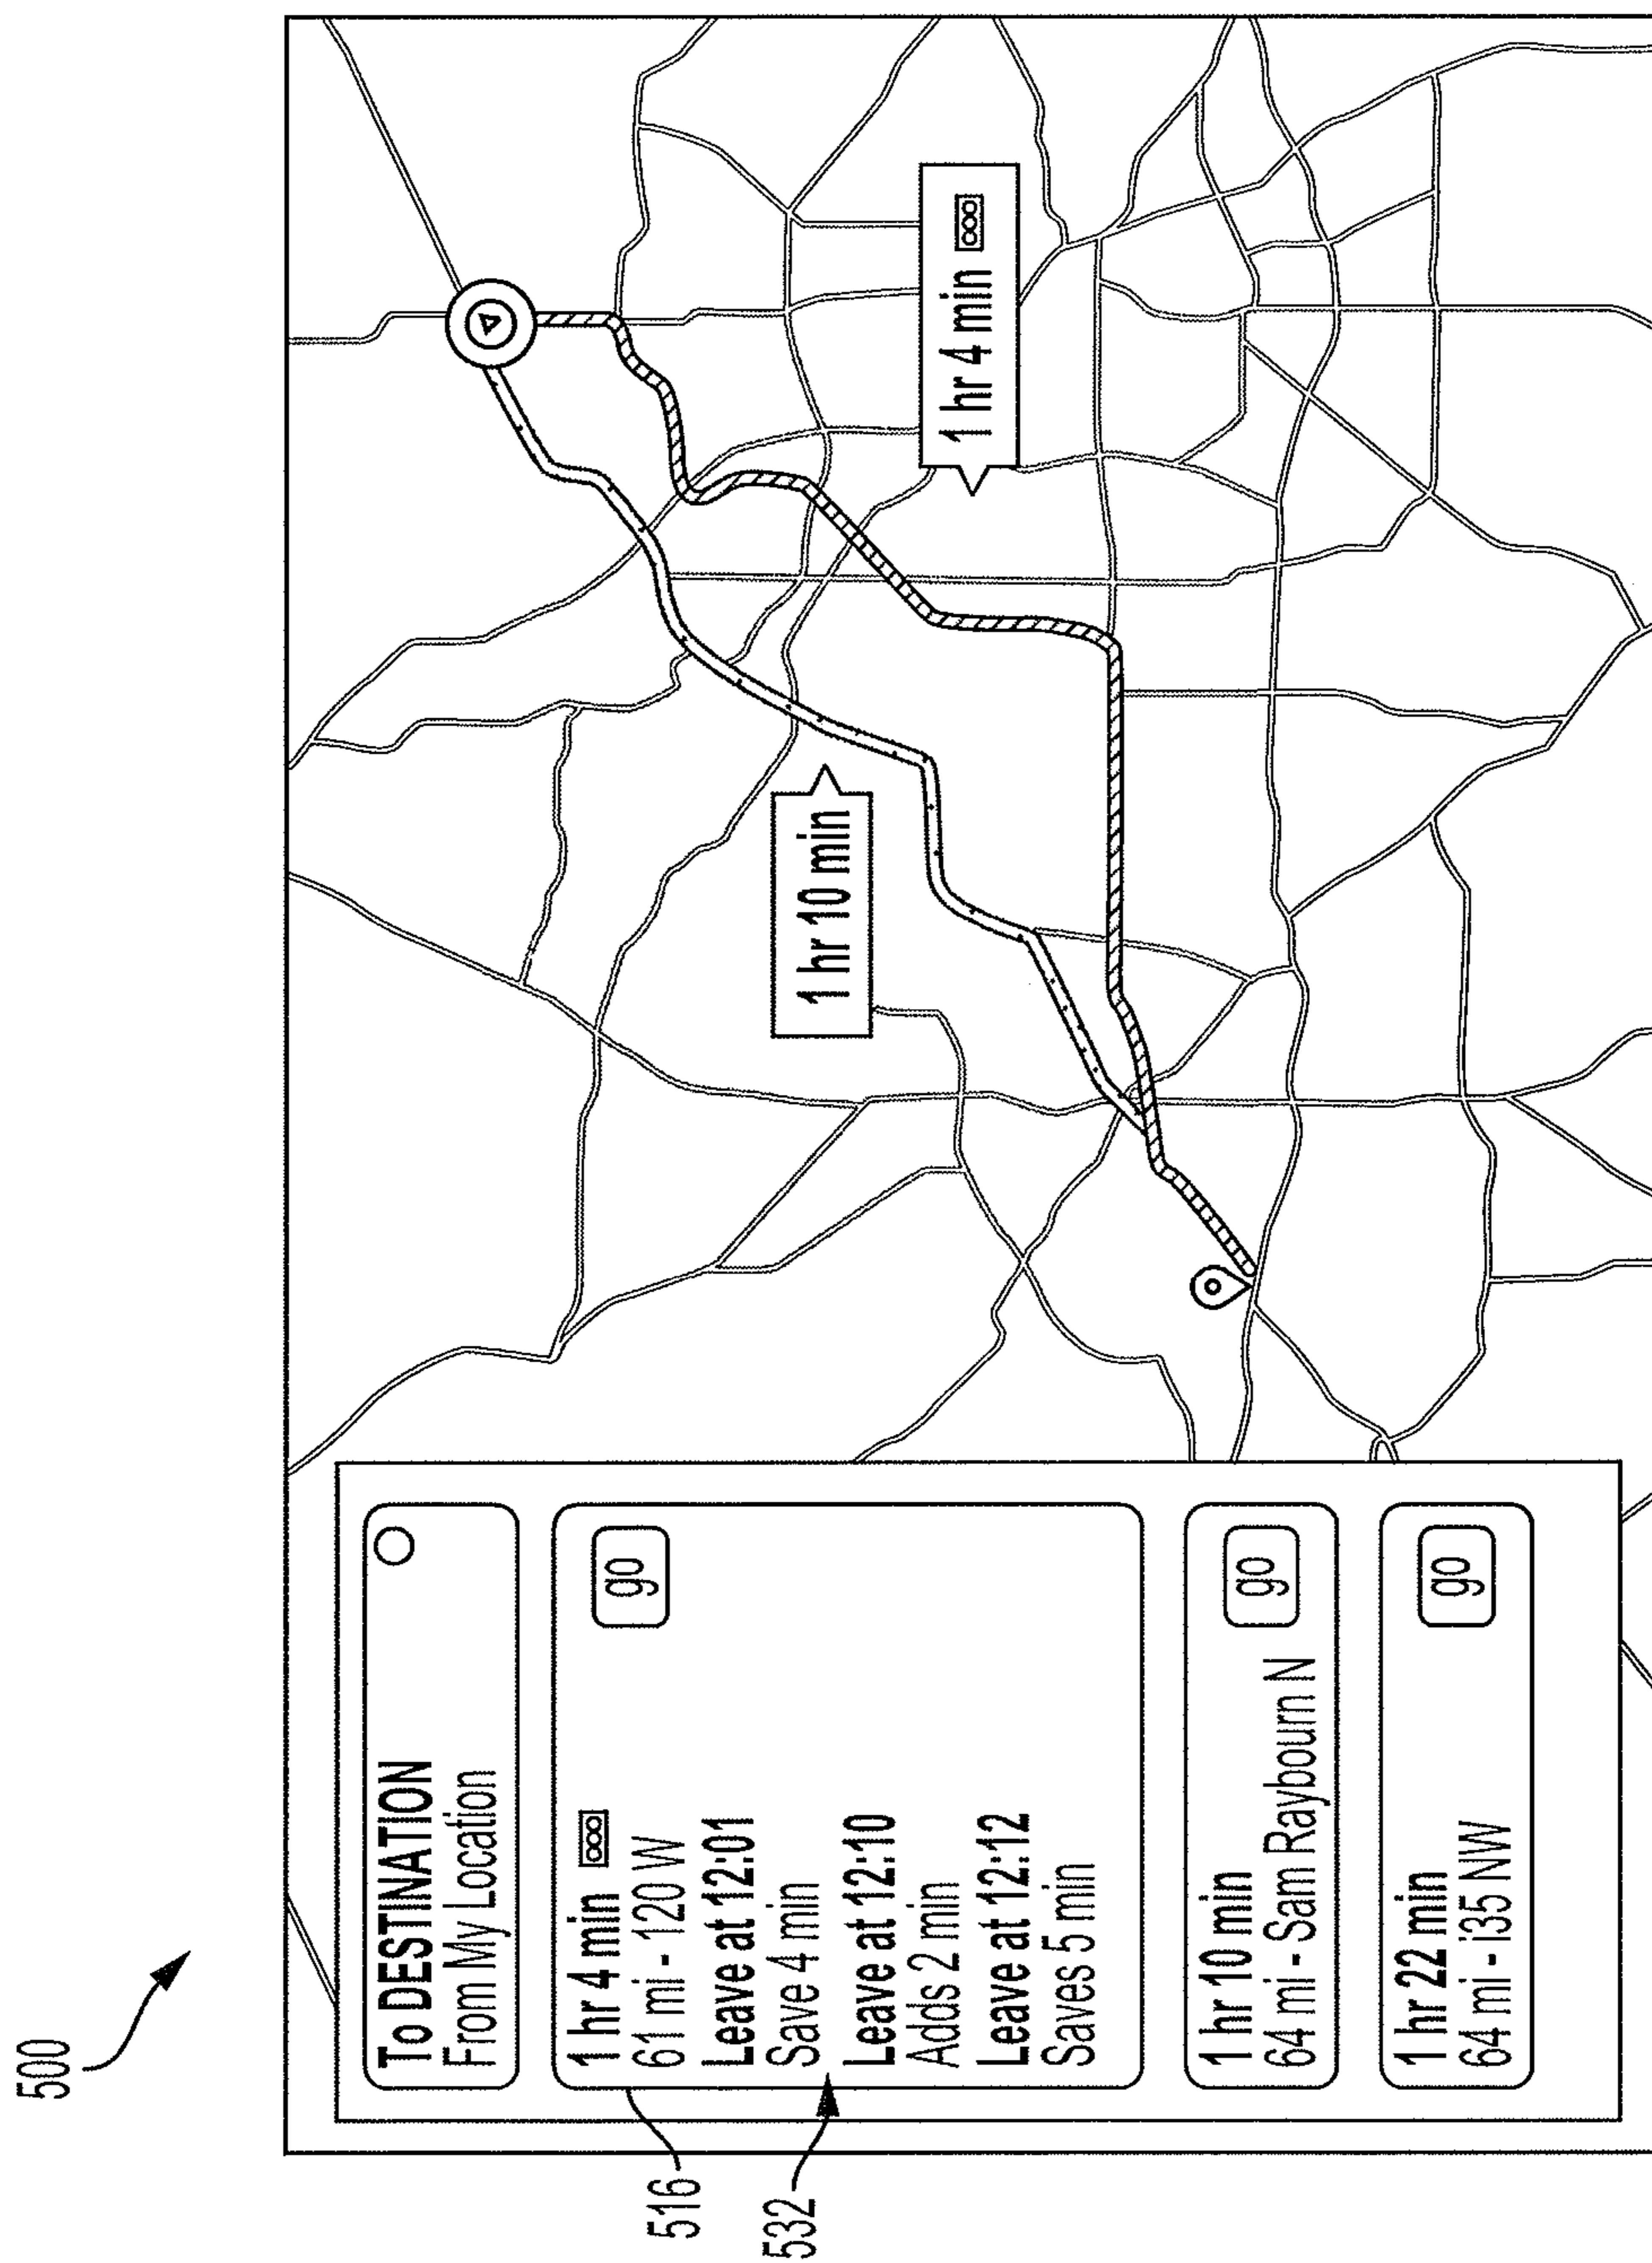 500
To DESTINATION
From My Location
1 hr 4 min
go
61 mi - 120 W
Leave at 12:01
Save 4 min
Leave at 12:10
Adds 2 min
Leave at 12:12
Saves 5 min
1 hr 10 min
go
64 mi - Sam Raybourn N
1 hr 22 min
go
64 mi - i35 NW
516
532
1 hr 10 min
1 hr 4 min